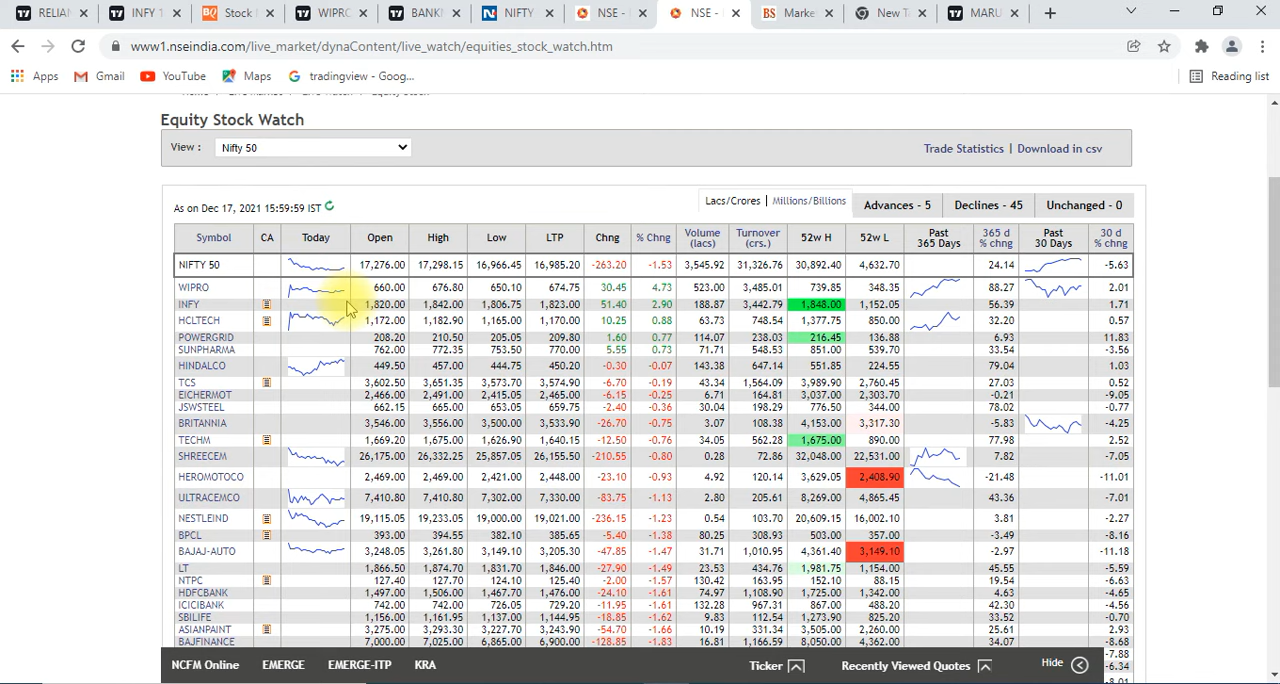 RELIAN
INFY 1
BQ Stock
WIPRO
BANKN
N NIFTY
NSE -
NSE -
BS Market
New T
MARU
www1.nseindia.com/live_market/dynaContent/live_watch/equities_stock_watch.htm
Apps Gmail YouTube Maps tradingview - Goog... Reading list
Equity Stock Watch
View : Nifty 50 Trade Statistics | Download in csv
As on Dec 17, 2021 15:59:59 IST Lacs/Crores | Millions/Billions Advances - 5 Declines - 45 Unchanged - 0
Symbol CA Today Open High Low LTP Chng % Chng Volume (lacs) Turnover (crs.) 52w H 52w L Past 365 Days 365 d % chng Past 30 Days 30 d % chng
NIFTY 50 17,276.00 17,298.15 16,966.45 16,985.20 -263.20 -1.53 3,545.92 31,326.76 30,892.40 4,632.70 24.14 -5.63
WIPRO 660.00 676.80 650.10 674.75 30.45 4.73 523.00 3,485.01 739.85 348.35 88.27 2.01
INFY 1,820.00 1,842.00 1,806.75 1,823.00 51.40 2.90 188.87 3,442.79 1,848.00 1,152.05 56.39 1.71
HCLTECH 1,172.00 1,182.90 1,165.00 1,170.00 10.25 0.88 63.73 748.54 1,377.75 850.00 32.20 0.57
POWERGRID 208.20 210.50 205.05 209.80 1.60 0.77 114.07 238.03 216.45 136.88 6.93 11.83
SUNPHARMA 762.00 772.35 753.50 770.00 5.55 0.73 71.71 548.53 851.00 539.70 33.54 -3.56
HINDALCO 449.50 457.00 444.75 450.20 -0.30 -0.07 143.38 647.14 551.85 224.55 79.04 1.03
TCS 3,602.50 3,651.35 3,573.70 3,574.90 -6.70 -0.19 43.34 1,564.09 3,989.90 2,760.45 27.03 0.52
EICHERMOT 2,466.00 2,491.00 2,415.05 2,465.00 -6.15 -0.25 6.71 164.81 3,037.00 2,303.70 -0.21 -9.05
JSWSTEEL 662.15 665.00 653.05 659.75 -2.40 -0.36 30.04 198.29 776.50 344.00 78.02 -0.77
BRITANNIA 3,546.00 3,556.00 3,500.00 3,533.90 -26.70 -0.75 3.07 108.38 4,153.00 3,317.30 -5.83 -4.25
TECHM 1,669.20 1,675.00 1,626.90 1,640.15 -12.50 -0.76 34.05 562.28 1,675.00 890.00 77.98 2.52
SHREECEM 26,175.00 26,332.25 25,857.05 26,155.50 -210.55 -0.80 0.28 72.86 32,048.00 22,531.00 7.82 -7.05
HEROMOTOCO 2,469.00 2,469.00 2,421.00 2,448.00 -23.10 -0.93 4.92 120.14 3,629.05 2,408.90 -21.48 -11.01
ULTRACEMCO 7,410.80 7,410.80 7,302.00 7,330.00 -83.75 -1.13 2.80 205.61 8,269.00 4,865.45 43.36 -7.01
NESTLEIND 19,115.05 19,233.05 19,000.00 19,021.00 -236.15 -1.23 0.54 103.70 20,609.15 16,002.10 3.81 -2.27
BPCL 393.00 394.55 382.10 385.65 -5.40 -1.38 80.25 308.93 503.00 357.00 -3.49 -8.16
BAJAJ-AUTO 3,248.05 3,261.80 3,149.10 3,205.30 -47.85 -1.47 31.71 1,010.95 4,361.40 3,149.10 -2.97 -11.18
LT 1,866.50 1,874.70 1,831.70 1,846.00 -27.90 -1.49 23.53 434.76 1,981.75 1,154.00 45.55 -5.59
NTPC 127.40 127.70 124.10 125.40 -2.00 -1.57 130.42 163.95 152.10 88.15 19.54 -6.63
HDFCBANK 1,497.00 1,506.00 1,467.70 1,476.00 -24.10 -1.61 74.97 1,108.90 1,725.00 1,342.00 4.63 -4.65
ICICIBANK 742.00 742.00 726.05 729.20 -11.95 -1.61 132.28 967.31 867.00 488.20 42.30 -4.56
SBILIFE 1,156.00 1,161.95 1,137.00 1,144.95 -18.85 -1.62 9.83 112.54 1,273.90 825.20 33.52 -0.70
ASIANPAINT 3,275.00 3,293.30 3,227.70 3,243.90 -54.70 -1.66 10.19 331.34 3,505.00 2,260.00 25.61 2.93
BAJFINANCE 7,000.00 7,025.00 6,865.00 6,900.00 -128.85 -1.83 16.81 1,166.59 8,050.00 4,362.00 34.07 -8.68
-7.88
-6.34
NCFM Online EMERGE EMERGE-ITP KRA Ticker Recently Viewed Quotes Hide